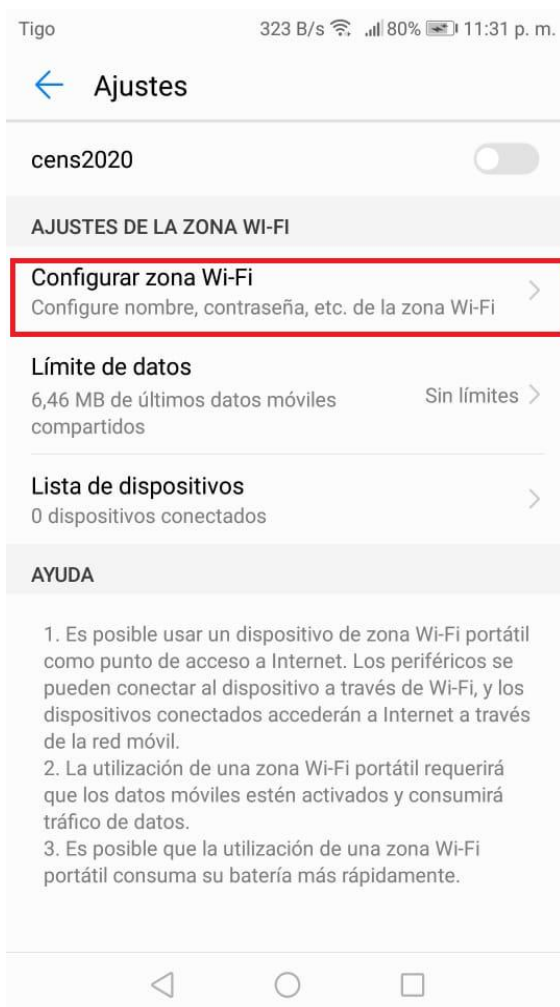 Tigo 323 B/s 80% 11:31 p. m.
Ajustes
cens2020
AJUSTES DE LA ZONA WI-FI
Configurar zona Wi-Fi
Configure nombre, contraseña, etc. de la zona Wi-Fi
Límite de datos
6,46 MB de últimos datos móviles
compartidos
Sin límites
Lista de dispositivos
0 dispositivos conectados
AYUDA
1. Es posible usar un dispositivo de zona Wi-Fi portátil
como punto de acceso a Internet. Los periféricos se
pueden conectar al dispositivo a través de Wi-Fi, y los
dispositivos conectados accederán a Internet a través
de la red móvil.
2. La utilización de una zona Wi-Fi portátil requerirá
que los datos móviles estén activados y consumirá
tráfico de datos.
3. Es posible que la utilización de una zona Wi-Fi
portátil consuma su batería más rápidamente.